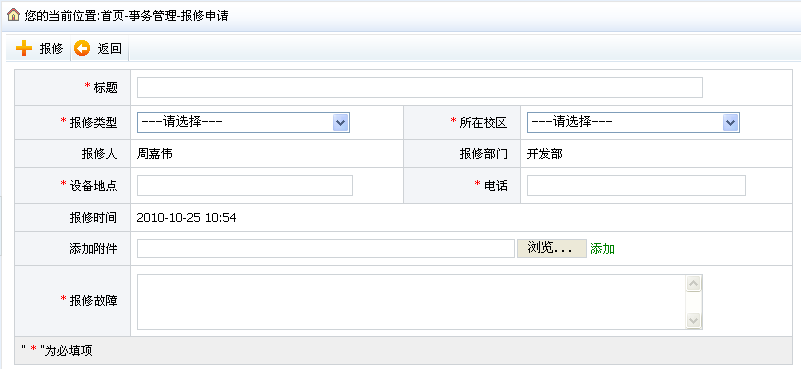 您的当前位置:首页-事务管理-报修申请
报修 返回
* 标题
* 报修类型 ---请选择--- * 所在校区 ---请选择---
报修人 周嘉伟 报修部门 开发部
* 设备地点 * 电话
报修时间 2010-10-25 10:54
添加附件 浏览... 添加
* 报修故障
" * "为必填项